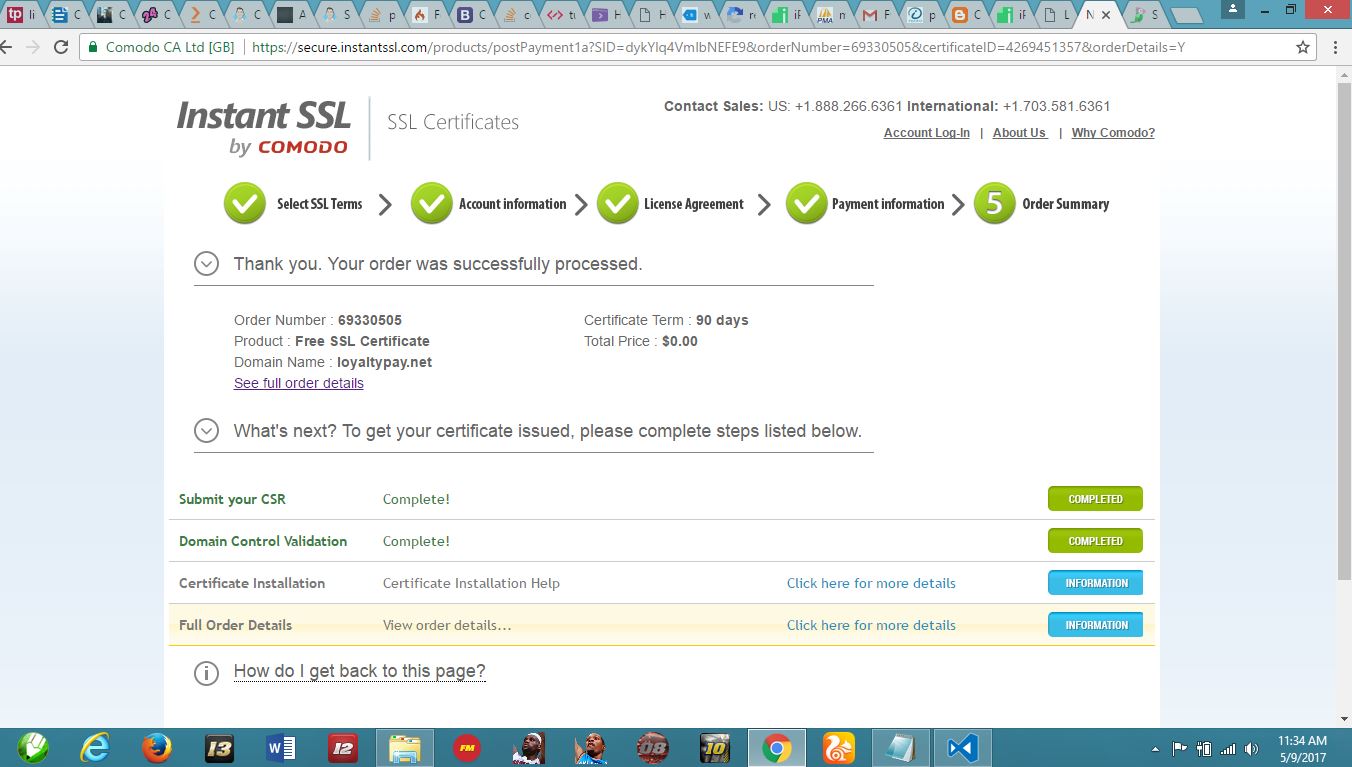 Comodo CA Ltd [GB] https://secure.instantssl.com/products/postPayment1a?SID=dykYlq4VmIbNEFE9&orderNumber=69330505&certificateID=4269451357&orderDetails=Y
Instant SSL
by COMODO
SSL Certificates
Contact Sales: US: +1.888.266.6361 International: +1.703.581.6361
Account Log-In | About Us | Why Comodo?
Select SSL Terms
Account information
License Agreement
Payment information
5 Order Summary
Thank you. Your order was successfully processed.
Order Number : 69330505
Certificate Term : 90 days
Product : Free SSL Certificate
Total Price : $0.00
Domain Name : loyaltypay.net
See full order details
What's next? To get your certificate issued, please complete steps listed below.
Submit your CSR Complete! COMPLETED
Domain Control Validation Complete! COMPLETED
Certificate Installation Certificate Installation Help Click here for more details INFORMATION
Full Order Details View order details... Click here for more details INFORMATION
How do I get back to this page?
11:34 AM
5/9/2017